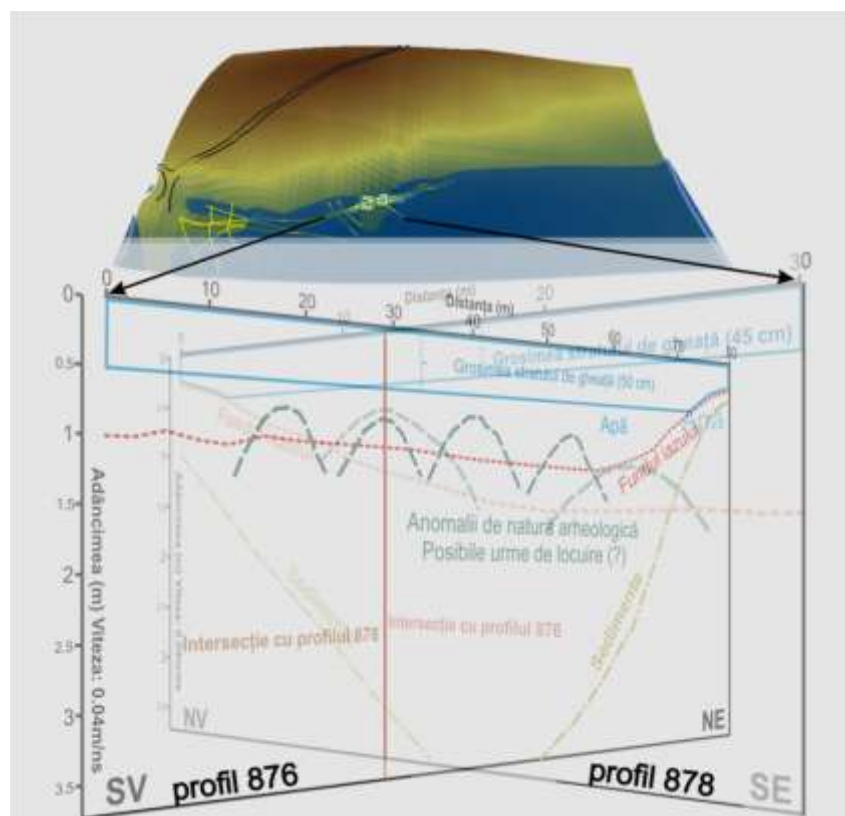 0
10
20
30
40
50
60
70
80
Distanța (m)
Distanța (m)
20
30
0
0.5
1
1.5
2
2.5
3
3.5
Adâncimea (m) Viteza: 0.04m/ns
Grosimea stratului de gheață (45 cm)
Grosimea stratului de gheață (50 cm)
Apă
Fundul iazului
Anomalii de natură arheologică
Posibile urme de locuire (?)
Sedimente
Intersecție cu profilul 878
Intersecție cu profilul 876
NV
NE
SV
profil 876
profil 878
SE